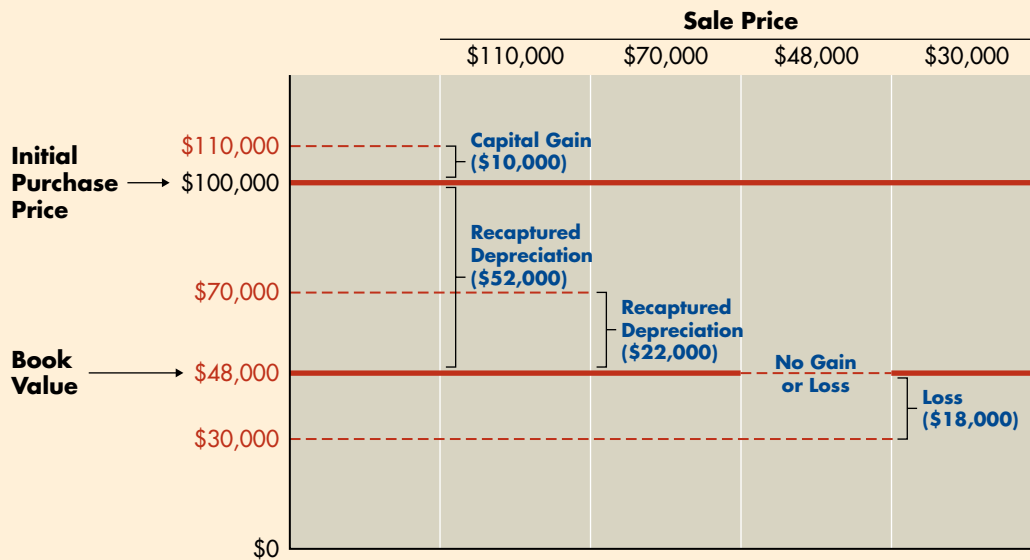 Sale Price
$110,000 $70,000 $48,000 $30,000
$110,000
Initial
Purchase
Price
$100,000
Capital Gain
($10,000)
Recaptured
Depreciation
($52,000)
$70,000
Recaptured
Depreciation
($22,000)
Book
Value
$48,000
No Gain
or Loss
Loss
($18,000)
$30,000
$0